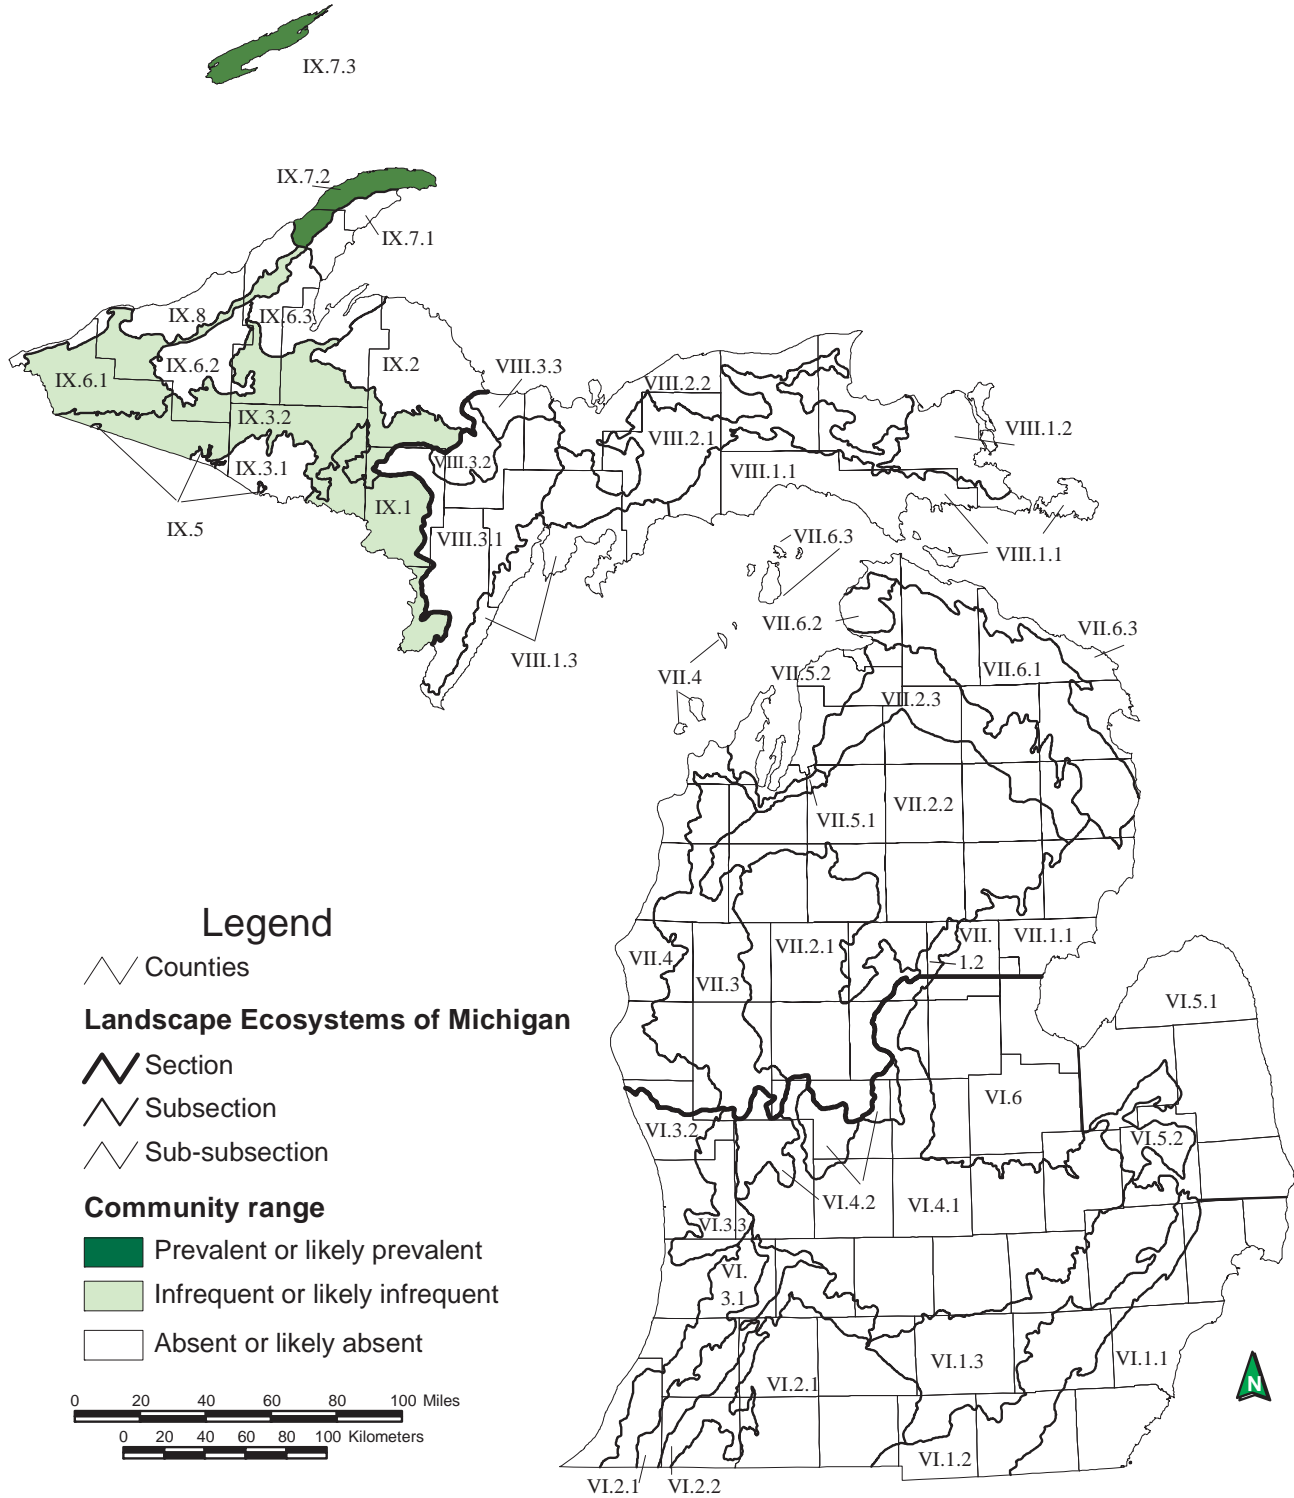 IX.7.3
IX.7.2
IX.7.1
IX.8
IX.6.3
IX.6.2
IX.2
IX.6.1
IX.3.2
IX.3.1
IX.1
IX.5
VIII.3.3
VIII.2.2
VIII.2.1
VIII.3.2
VIII.1.2
VIII.1.1
VIII.3.1
VIII.1.1
VIII.1.3
VII.6.3
VII.6.2
VII.6.3
VII.4
VII.5.2
VII.6.1
VII.2.3
VII.5.1
VII.2.2
VII.4
VII.3
VII.2.1
VII.
1.2
VII.1.1
VI.5.1
VI.6
VI.3.2
VI.5.2
VI.4.2
VI.4.1
VI.3.3
VI.
3.1
VI.2.1
VI.1.3
VI.1.1
VI.1.2
VI.2.1
VI.2.2
Legend
Counties
Landscape Ecosystems of Michigan
Section
Subsection
Sub-subsection
Community range
Prevalent or likely prevalent
Infrequent or likely infrequent
Absent or likely absent
0 20 40 60 80 100 Miles
0 20 40 60 80 100 Kilometers
N